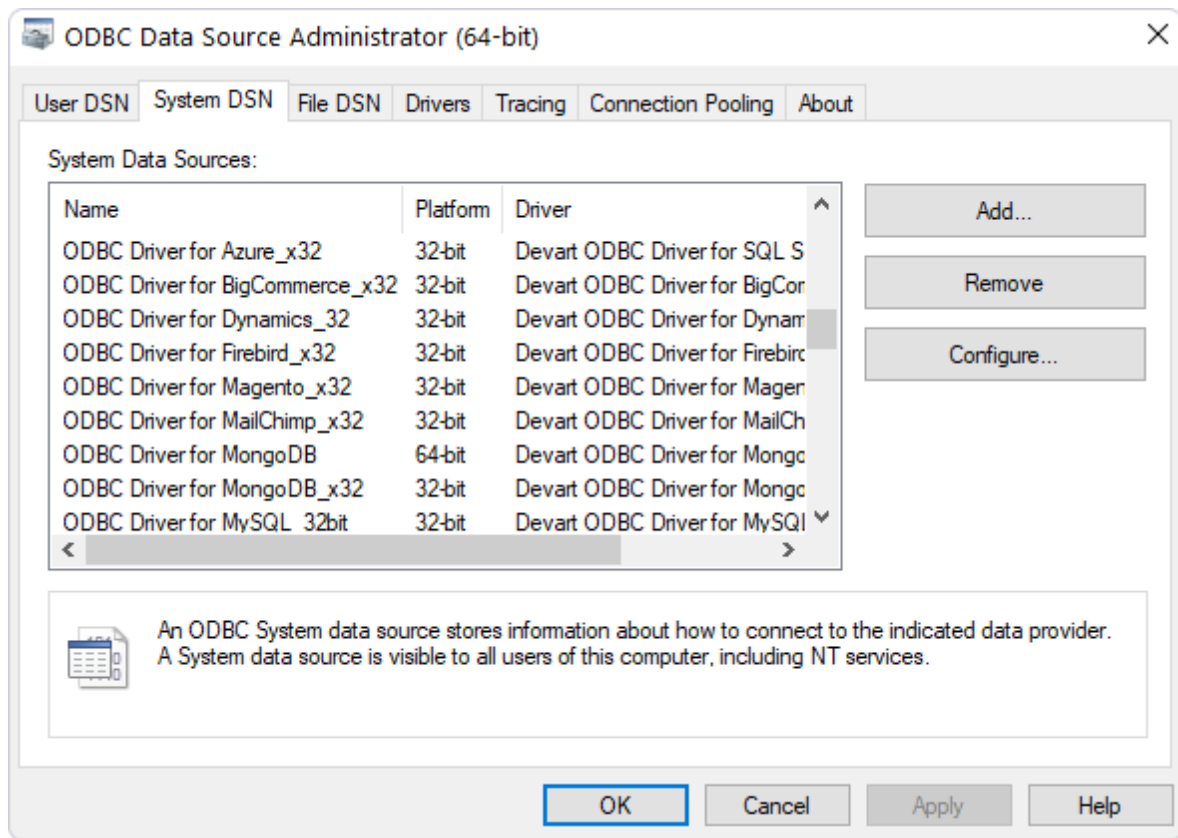 ODBC Data Source Administrator (64-bit)
User DSN System DSN File DSN Drivers Tracing Connection Pooling About
System Data Sources:
Name Platform Driver
ODBC Driver for Azure_x32 32-bit Devart ODBC Driver for SQL S
ODBC Driver for BigCommerce_x32 32-bit Devart ODBC Driver for BigCor
ODBC Driver for Dynamics_32 32-bit Devart ODBC Driver for Dynam
ODBC Driver for Firebird_x32 32-bit Devart ODBC Driver for Firebird
ODBC Driver for Magento_x32 32-bit Devart ODBC Driver for Magen
ODBC Driver for MailChimp_x32 32-bit Devart ODBC Driver for MailCh
ODBC Driver for MongoDB 64-bit Devart ODBC Driver for Mongo
ODBC Driver for MongoDB_x32 32-bit Devart ODBC Driver for Mongo
ODBC Driver for MySQL_32bit 32-bit Devart ODBC Driver for MySQL
Add...
Remove
Configure...
An ODBC System data source stores information about how to connect to the indicated data provider.
A System data source is visible to all users of this computer, including NT services.
OK Cancel Apply Help